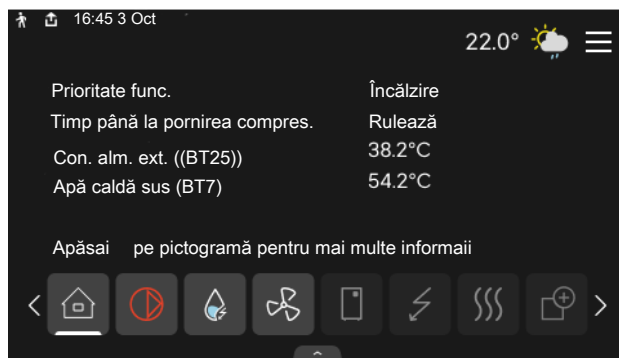 16:45 3 Oct
22.0°
Prioritate func. Încălzire
Timp până la pornirea compres. Rulează
Con. alm. ext. ((BT25)) 38.2°C
Apă caldă sus (BT7) 54.2°C
Apăsai pe pictogramă pentru mai multe informaii